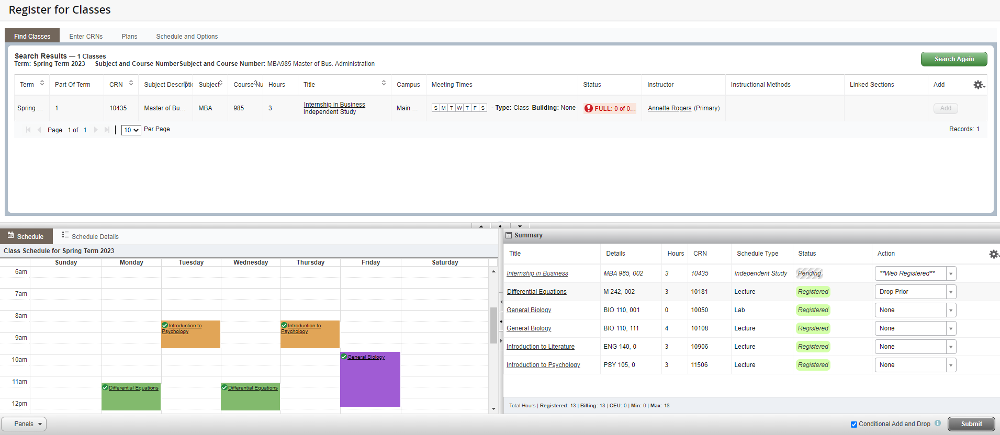 Register for Classes
Find Classes Enter CRNs Plans Schedule and Options
Search Results — 1 Classes
Term: Spring Term 2023 Subject and Course NumberSubject and Course Number: MBA985 Master of Bus. Administration
Search Again
Term Part Of Term CRN Subject Descriptic Subject Course Nu Hours Title Campus Meeting Times Status Instructor Instructional Methods Linked Sections Add
Spring ... 1 10435 Master of Bu... MBA 985 3 Internship in Business Main ... S M T W T F S - Type: Class Building: None FULL: 0 of 0... Annette Rogers (Primary) Add
Independent Study
Page 1 of 1 10 Per Page Records: 1
Schedule Schedule Details
Class Schedule for Spring Term 2023
Sunday Monday Tuesday Wednesday Thursday Friday Saturday
6am
7am
8am
Introduction to Psychology
Introduction to Psychology
9am
General Biology
10am
11am
Differential Equations
Differential Equations
12pm
Summary
Title Details Hours CRN Schedule Type Status Action
Internship in Business MBA 985, 002 3 10435 Independent Study Pending **Web Registered**
Differential Equations M 242, 002 3 10181 Lecture Registered Drop Prior
General Biology BIO 110, 001 0 10050 Lab Registered None
General Biology BIO 110, 111 4 10108 Lecture Registered None
Introduction to Literature ENG 140, 0 3 10906 Lecture Registered None
Introduction to Psychology PSY 105, 0 3 11506 Lecture Registered None
Total Hours | Registered: 13 | Billing: 13 | CEU: 0 | Min: 0 | Max: 18
Panels Conditional Add and Drop Submit